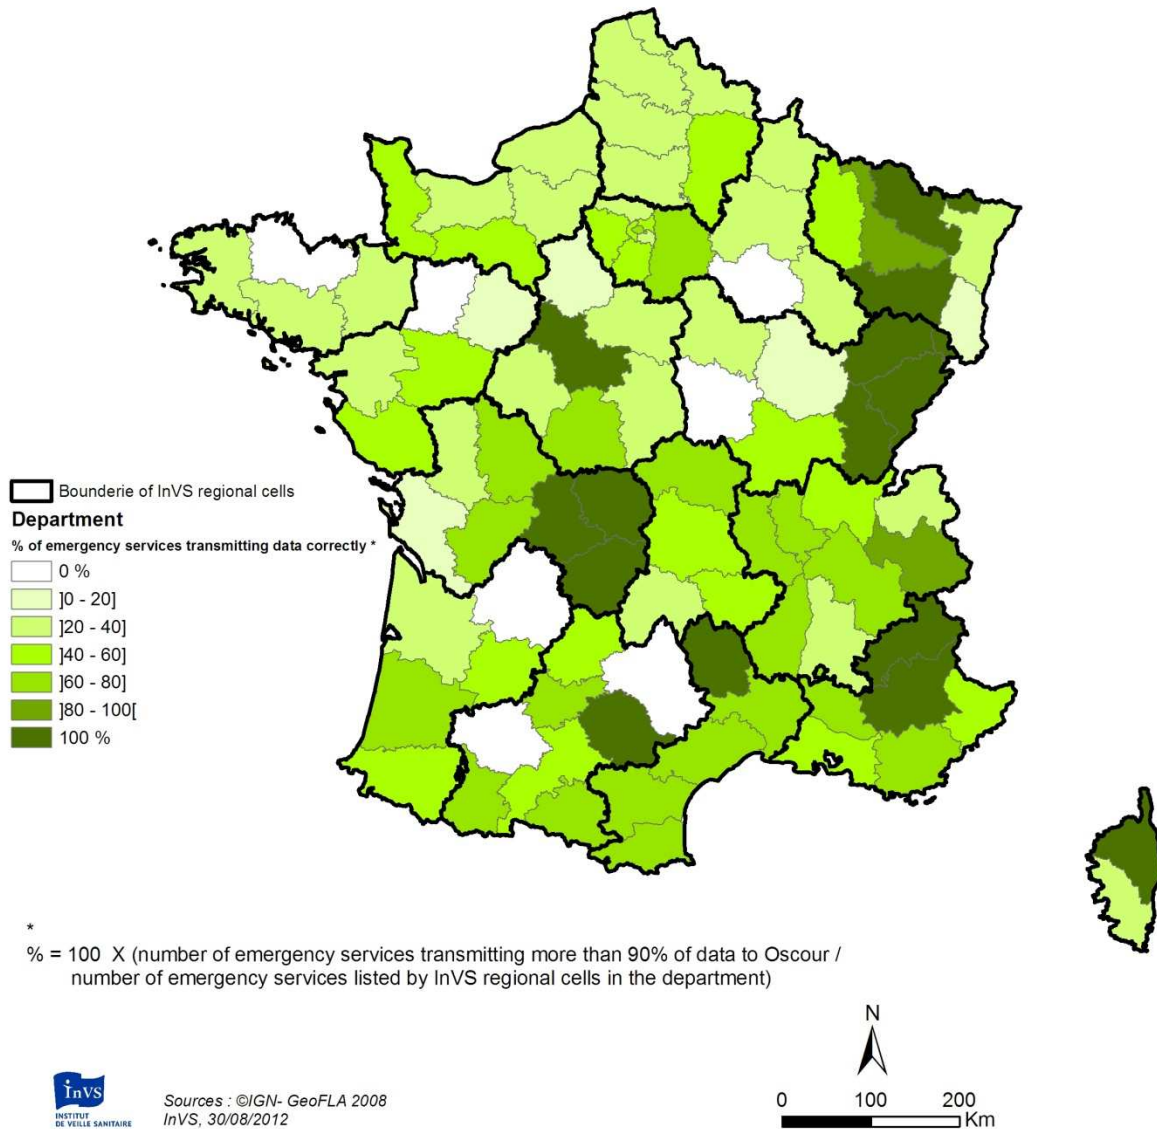 Bounderie of InVS regional cells
Department
% of emergency services transmitting data correctly *
0 %
]0 - 20]
]20 - 40]
]40 - 60]
]60 - 80]
]80 - 100[
100 %
*
% = 100 X (number of emergency services transmitting more than 90% of data to Oscour /
number of emergency services listed by InVS regional cells in the department)
N
InVS
INSTITUT
DE VEILLE SANITAIRE
Sources : ©IGN- GeoFLA 2008
InVS, 30/08/2012
0 100 200
Km